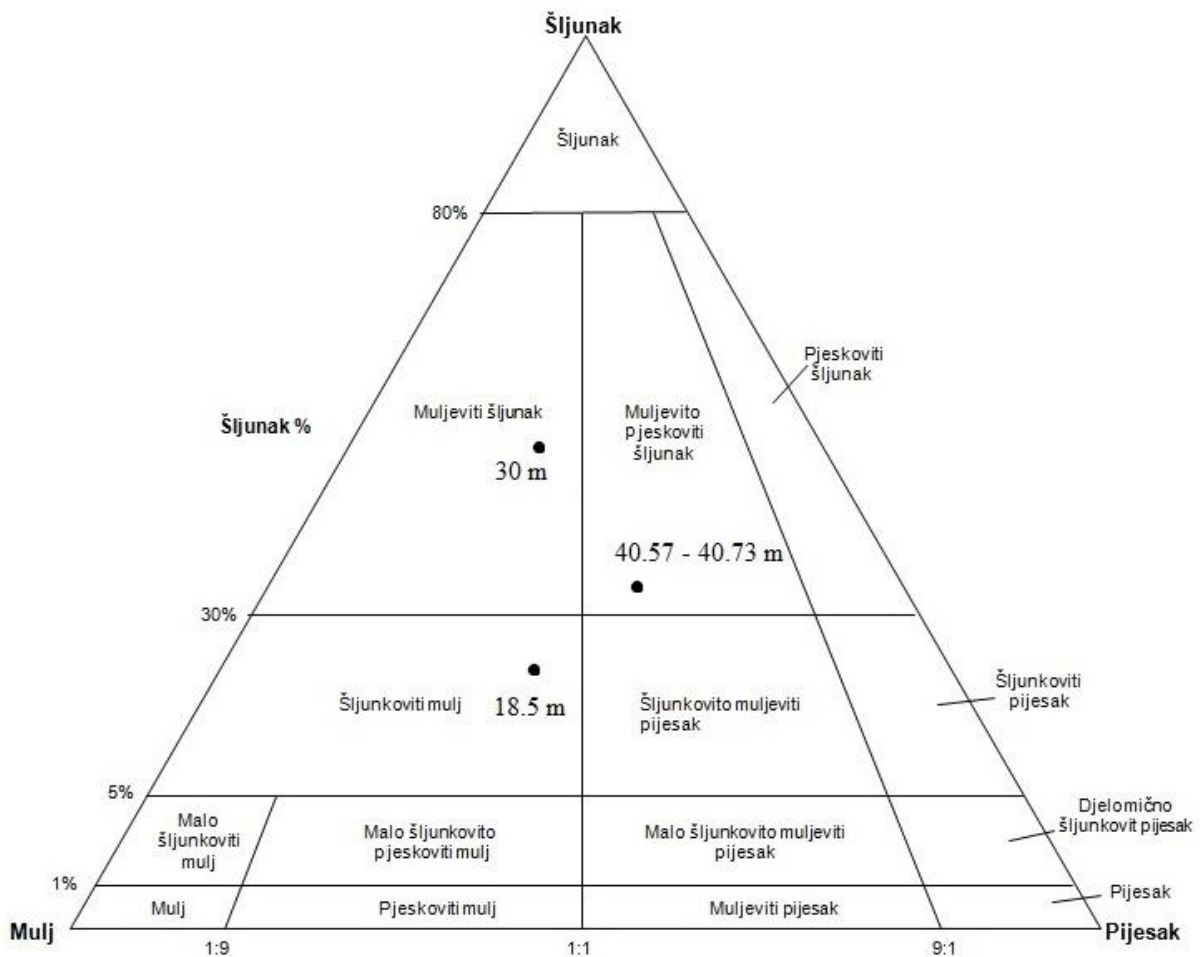 Šljunak
Šljunak
80%
Pjeskoviti
šljunak
Muljeviti šljunak
Muljevito
pjeskoviti
šljunak
Šljunak %
30 m
40.57 - 40.73 m
30%
Šljunkoviti
pijesak
Šljunkoviti mulj
18.5 m
Šljunkovito muljeviti
pijesak
5%
Malo
šljunkoviti
mulj
Malo šljunkovito
pjeskoviti mulj
Malo šljunkovito muljeviti
pijesak
Djelomično
šljunkovit pijesak
1%
Mulj
Pjeskoviti mulj
Muljeviti pijesak
Pijesak
Mulj
Pijesak
1:9
1:1
9:1